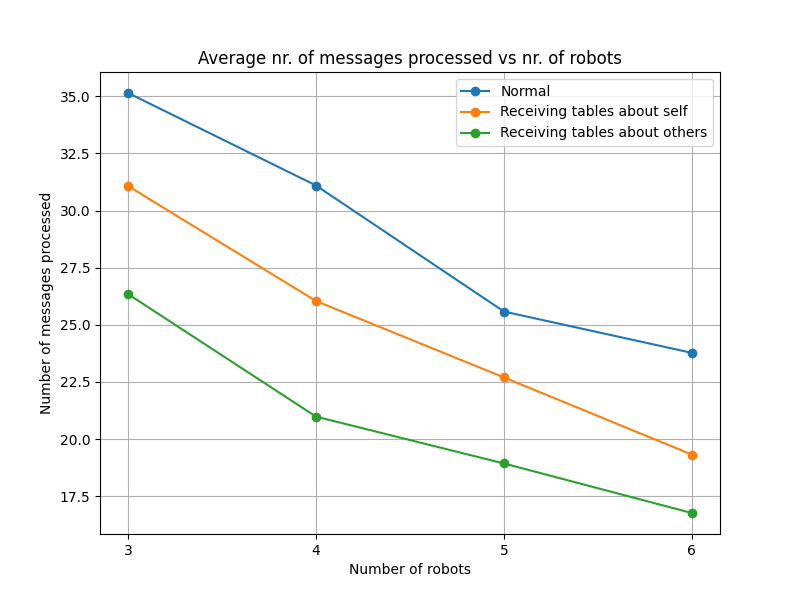 Average nr. of messages processed vs nr. of robots
Normal
Receiving tables about self
Receiving tables about others
Number of messages processed
35.0
32.5
30.0
27.5
25.0
22.5
20.0
17.5
3 4 5 6
Number of robots